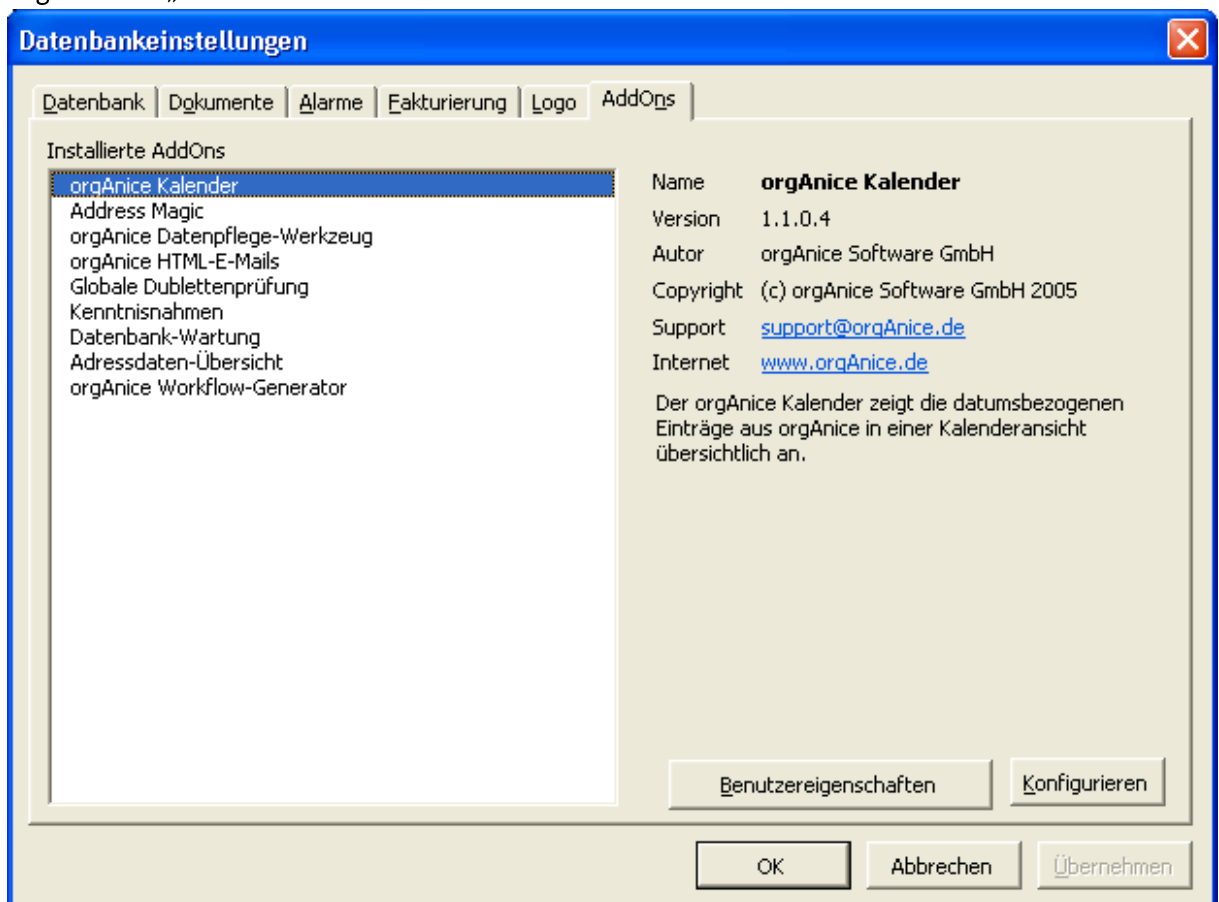 Datenbankeinstellungen
Datenbank Dokumente Alarme Fakturierung Logo AddOns
Installierte AddOns
orgAnice Kalender
Address Magic
orgAnice Datenpflege-Werkzeug
orgAnice HTML-E-Mails
Globale Dublettenprüfung
Kenntnisnahmen
Datenbank-Wartung
Adressdaten-Übersicht
orgAnice Workflow-Generator
Name orgAnice Kalender
Version 1.1.0.4
Autor orgAnice Software GmbH
Copyright (c) orgAnice Software GmbH 2005
Support support@orgAnice.de
Internet www.orgAnice.de
Der orgAnice Kalender zeigt die datumsbezogenen
Einträge aus orgAnice in einer Kalenderansicht
übersichtlich an.
Benutzereigenschaften Konfigurieren
OK Abbrechen Übernehmen